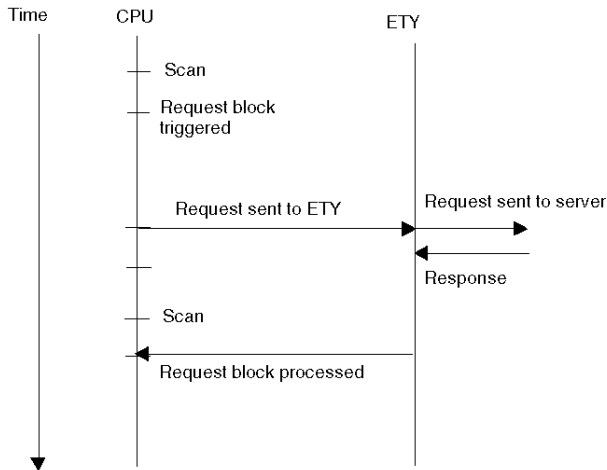 Time
CPU
ETY
Scan
Request block
triggered
Request sent to ETY
Request sent to server
Response
Scan
Request block processed